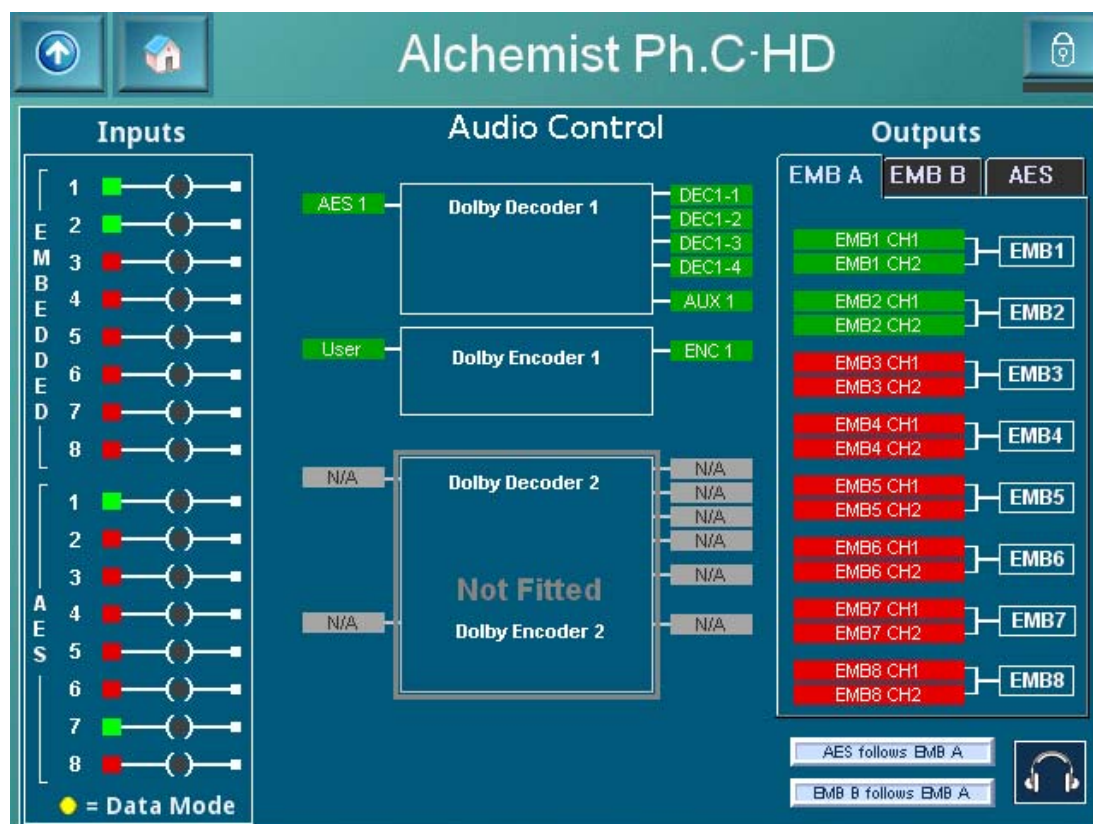 Alchemist Ph.C-HD
Inputs
EMBEDDED
1
2
3
4
5
6
7
8
AES
1
2
3
4
5
6
7
8
= Data Mode
Audio Control
AES 1
Dolby Decoder 1
DEC1-1
DEC1-2
DEC1-3
DEC1-4
AUX 1
User
Dolby Encoder 1
ENC 1
N/A
Dolby Decoder 2
N/A
N/A
N/A
N/A
Not Fitted
N/A
N/A
Dolby Encoder 2
N/A
Outputs
EMB A
EMB B
AES
EMB1 CH1
EMB1 CH2
EMB1
EMB2 CH1
EMB2 CH2
EMB2
EMB3 CH1
EMB3 CH2
EMB3
EMB4 CH1
EMB4 CH2
EMB4
EMB5 CH1
EMB5 CH2
EMB5
EMB6 CH1
EMB6 CH2
EMB6
EMB7 CH1
EMB7 CH2
EMB7
EMB8 CH1
EMB8 CH2
EMB8
AES follows EMB A
EMB B follows EMB A